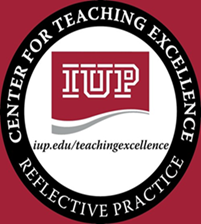 CENTER FOR TEACHING EXCELLENCE
IUP
iup.edu/teachingexcellence
REFLECTIVE PRACTICE